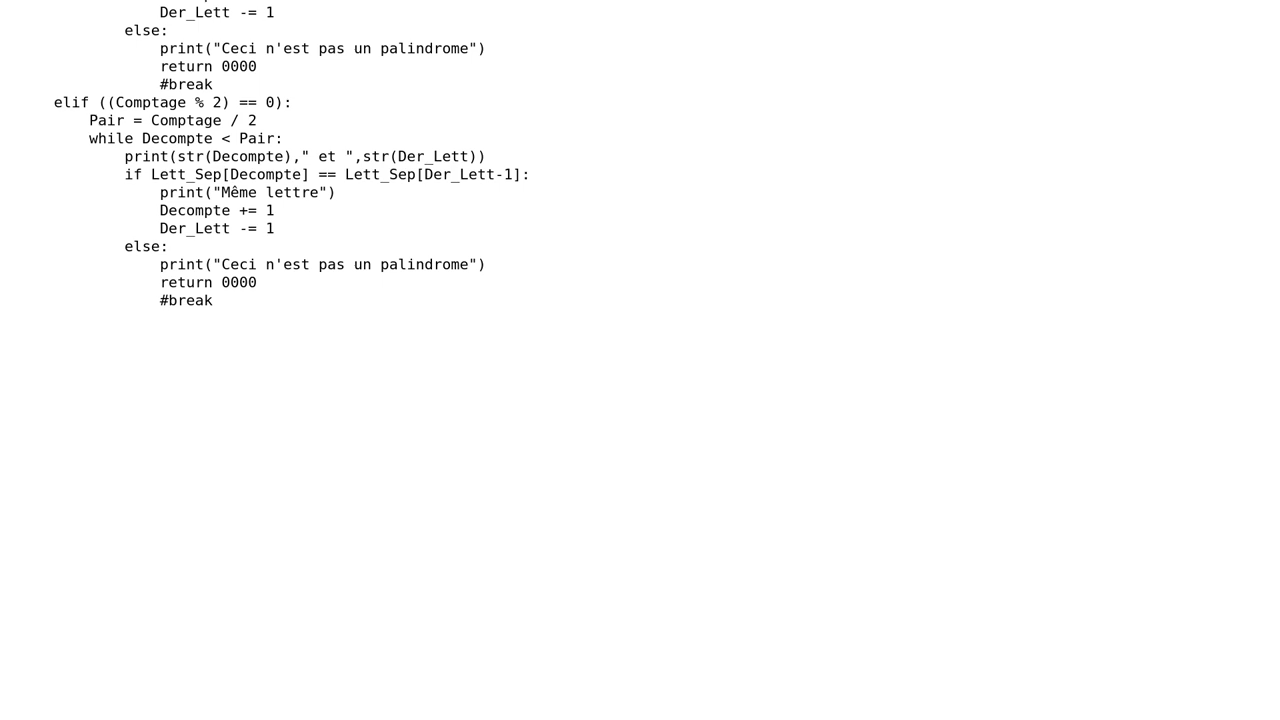 Der_Lett -= 1
else:
print("Ceci n'est pas un palindrome")
return 0000
#break
elif ((Comptage % 2) == 0):
Pair = Comptage / 2
while Decompte < Pair:
print(str(Decompte)," et ",str(Der_Lett))
if Lett_Sep[Decompte] == Lett_Sep[Der_Lett-1]:
print("Même lettre")
Decompte += 1
Der_Lett -= 1
else:
print("Ceci n'est pas un palindrome")
return 0000
#break